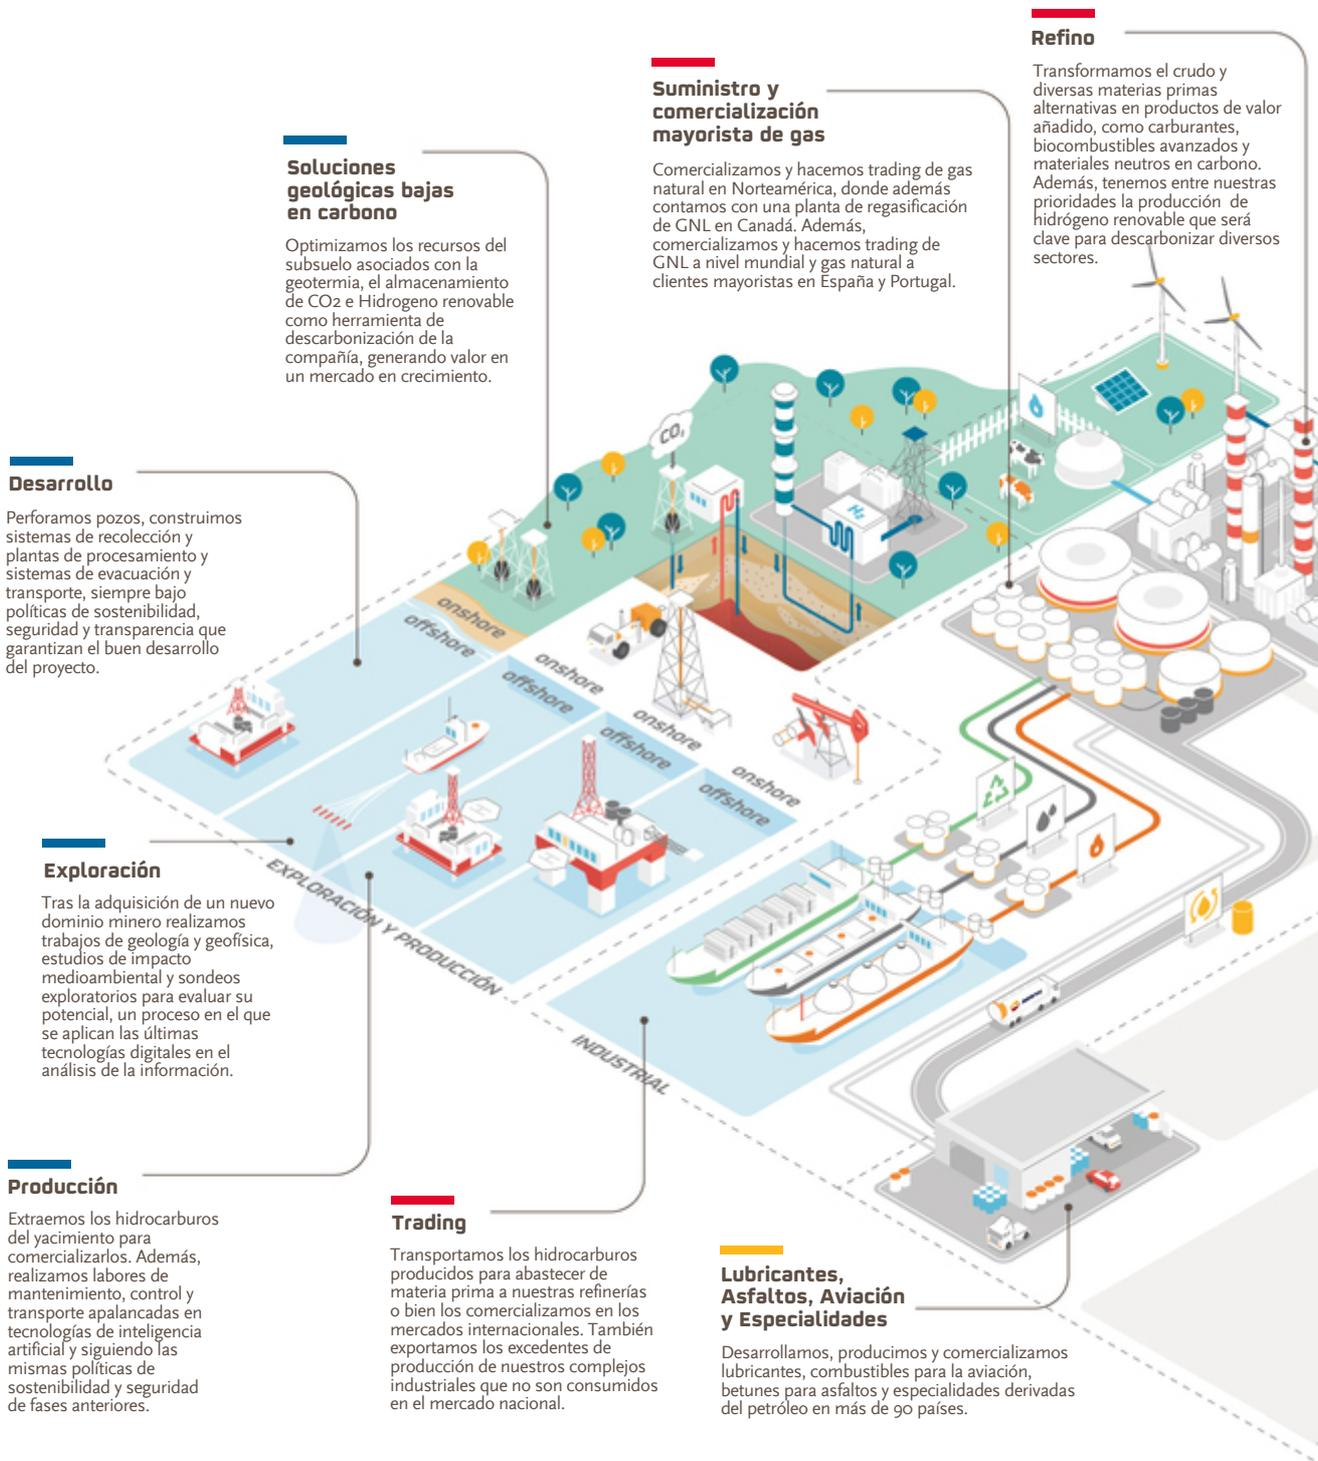 Refino
Transformamos el crudo y
diversas materias primas
alternativas en productos de valor
añadido, como carburantes,
biocombustibles avanzados y
materiales neutros en carbono.
Además, tenemos entre nuestras
prioridades la producción de
hidrógeno renovable que será
clave para descarbonizar diversos
sectores.
Suministro y
comercialización
mayorista de gas
Comercializamos y hacemos trading de gas
natural en Norteamérica, donde además
contamos con una planta de regasificación
de GNL en Canadá. Además,
comercializamos y hacemos trading de
GNL a nivel mundial y gas natural a
clientes mayoristas en España y Portugal.
Soluciones
geológicas bajas
en carbono
Optimizamos los recursos del
subsuelo asociados con la
geotermia, el almacenamiento
de CO2 e Hidrogeno renovable
como herramienta de
descarbonización de la
compañía, generando valor en
un mercado en crecimiento.
CO₂
H₂
Desarrollo
Perforamos pozos, construimos
sistemas de recolección y
plantas de procesamiento y
sistemas de evacuación y
transporte, siempre bajo
políticas de sostenibilidad,
seguridad y transparencia que
garantizan el buen desarrollo
del proyecto.
onshore
offshore
onshore
offshore
onshore
offshore
onshore
offshore
EXPLORACIÓN Y PRODUCCIÓN
INDUSTRIAL
Exploración
Tras la adquisición de un nuevo
dominio minero realizamos
trabajos de geología y geofísica,
estudios de impacto
medioambiental y sondeos
exploratorios para evaluar su
potencial, un proceso en el que
se aplican las últimas
tecnologías digitales en el
análisis de la información.
Producción
Extraemos los hidrocarburos
del yacimiento para
comercializarlos. Además,
realizamos labores de
mantenimiento, control y
transporte apalancadas en
tecnologías de inteligencia
artificial y siguiendo las
mismas políticas de
sostenibilidad y seguridad
de fases anteriores.
Trading
Transportamos los hidrocarburos
producidos para abastecer de
materia prima a nuestras refinerías
o bien los comercializamos en los
mercados internacionales. También
exportamos los excedentes de
producción de nuestros complejos
industriales que no son consumidos
en el mercado nacional.
Lubricantes,
Asfaltos, Aviación
y Especialidades
Desarrollamos, producimos y comercializamos
lubricantes, combustibles para la aviación,
betunes para asfaltos y especialidades derivadas
del petróleo en más de 90 países.